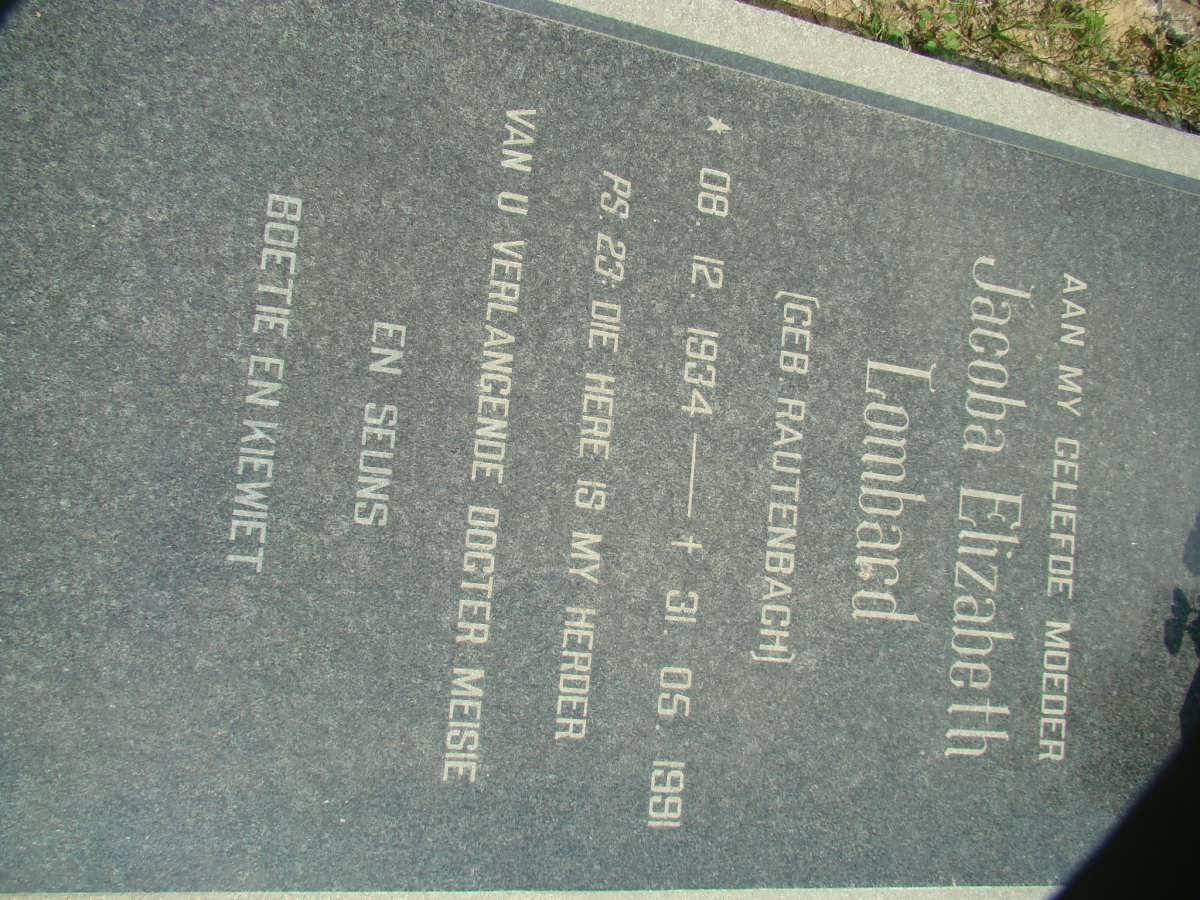 AAN MY GELIEFDE MOEDER
Jacoba Elizabeth
Lombard
(GEB. RAUTENBACH)
★ 08. 12. 1934 — † 31. 05. 1991
PS. 23: DIE HERE IS MY HERDER
VAN U VERLANGENDE DOGTER MEISIE
EN SEUNS
BOETIE EN KIEWIET